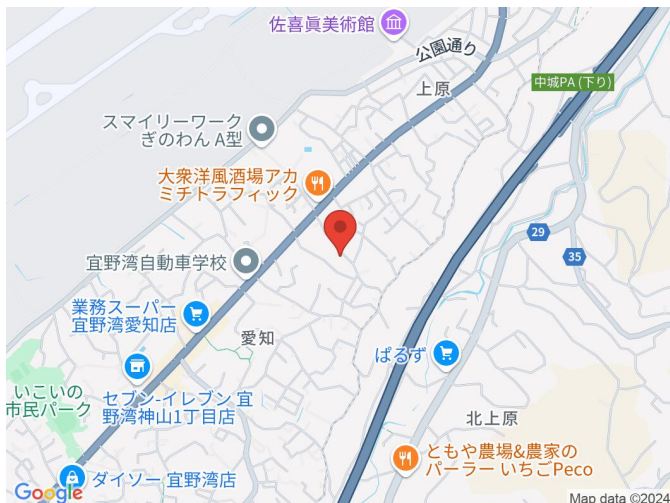 佐喜眞美術館
公園通り
上原
中城PA (下り)
スマイリーワーク
ぎのわん A型
大衆洋風酒場アカ
ミチトラフィック
29
35
宜野湾自動車学校
業務スーパー
宜野湾愛知店
愛知
ぱるず
いこいの
市民パーク
セブン-イレブン 宜
野湾神山1丁目店
北上原
ともや農場&農家の
パーラー いちごPeco
ダイソー 宜野湾店
Google
Map data ©2024